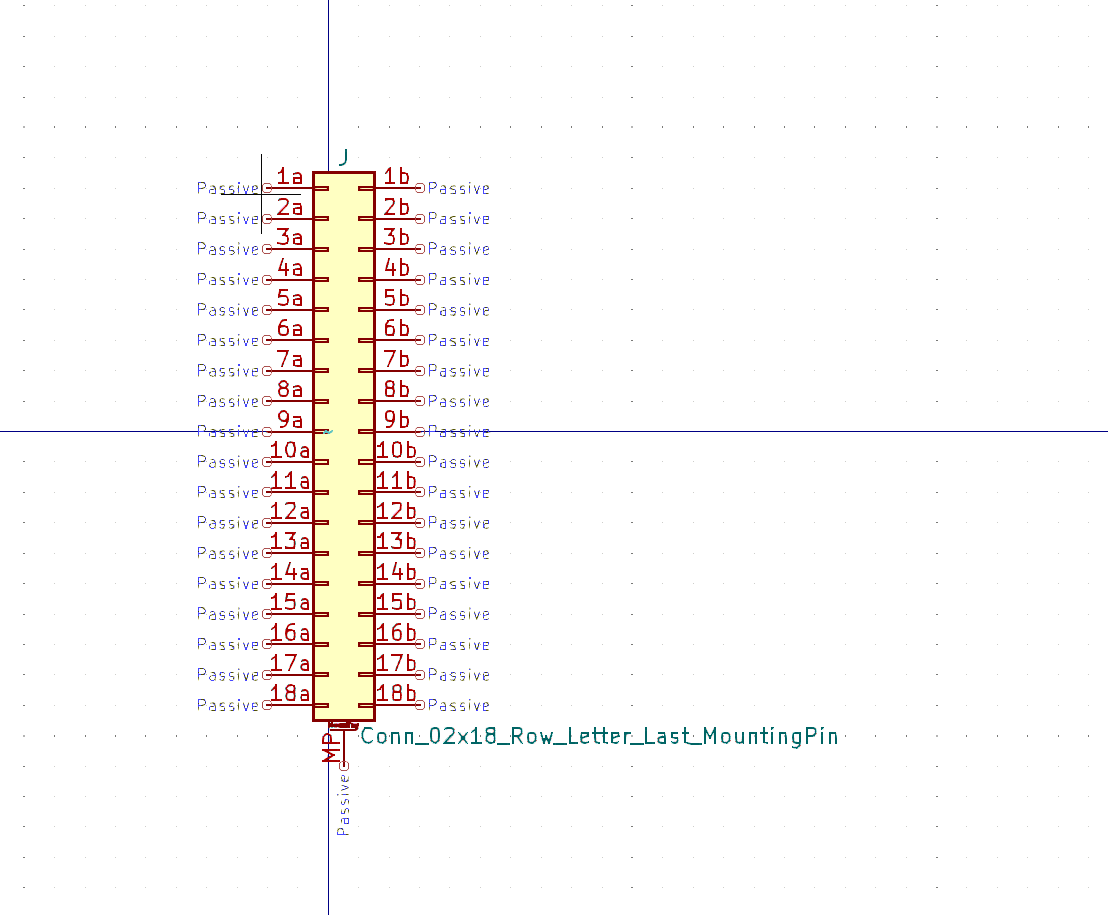 J
Passive 1a 1b Passive
Passive 2a 2b Passive
Passive 3a 3b Passive
Passive 4a 4b Passive
Passive 5a 5b Passive
Passive 6a 6b Passive
Passive 7a 7b Passive
Passive 8a 8b Passive
Passive 9a 9b Passive
Passive 10a 10b Passive
Passive 11a 11b Passive
Passive 12a 12b Passive
Passive 13a 13b Passive
Passive 14a 14b Passive
Passive 15a 15b Passive
Passive 16a 16b Passive
Passive 17a 17b Passive
Passive 18a 18b Passive
MP Conn_02x18_Row_Letter_Last_MountingPin
Passive